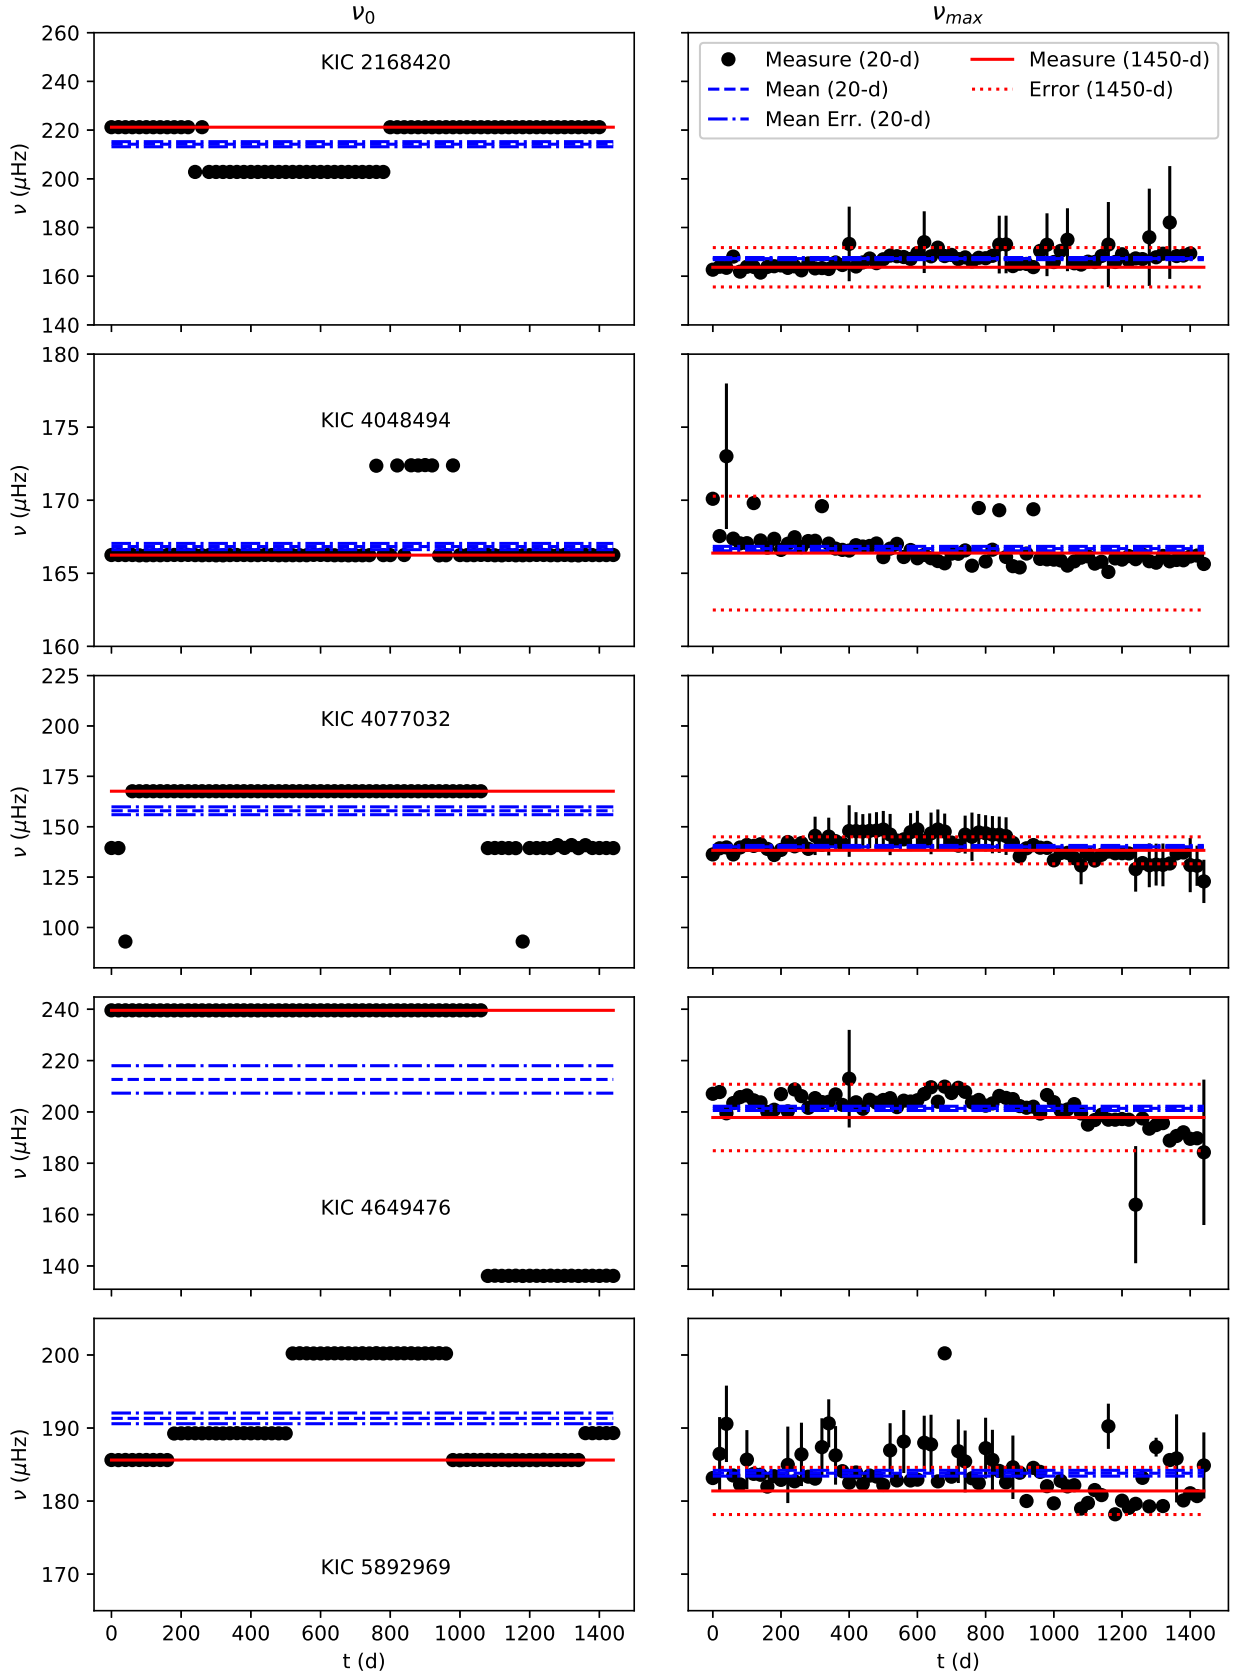 ν0 νmax
260
240
220
200
180
160
140
ν (μHz)
KIC 2168420
Measure (20-d) Measure (1450-d)
Mean (20-d) Error (1450-d)
Mean Err. (20-d)
180
175
170
165
160
ν (μHz)
KIC 4048494
225
200
175
150
125
100
ν (μHz)
KIC 4077032
240
220
200
180
160
140
ν (μHz)
KIC 4649476
200
190
180
170
ν (μHz)
KIC 5892969
0 200 400 600 800 1000 1200 1400 0 200 400 600 800 1000 1200 1400
t (d) t (d)